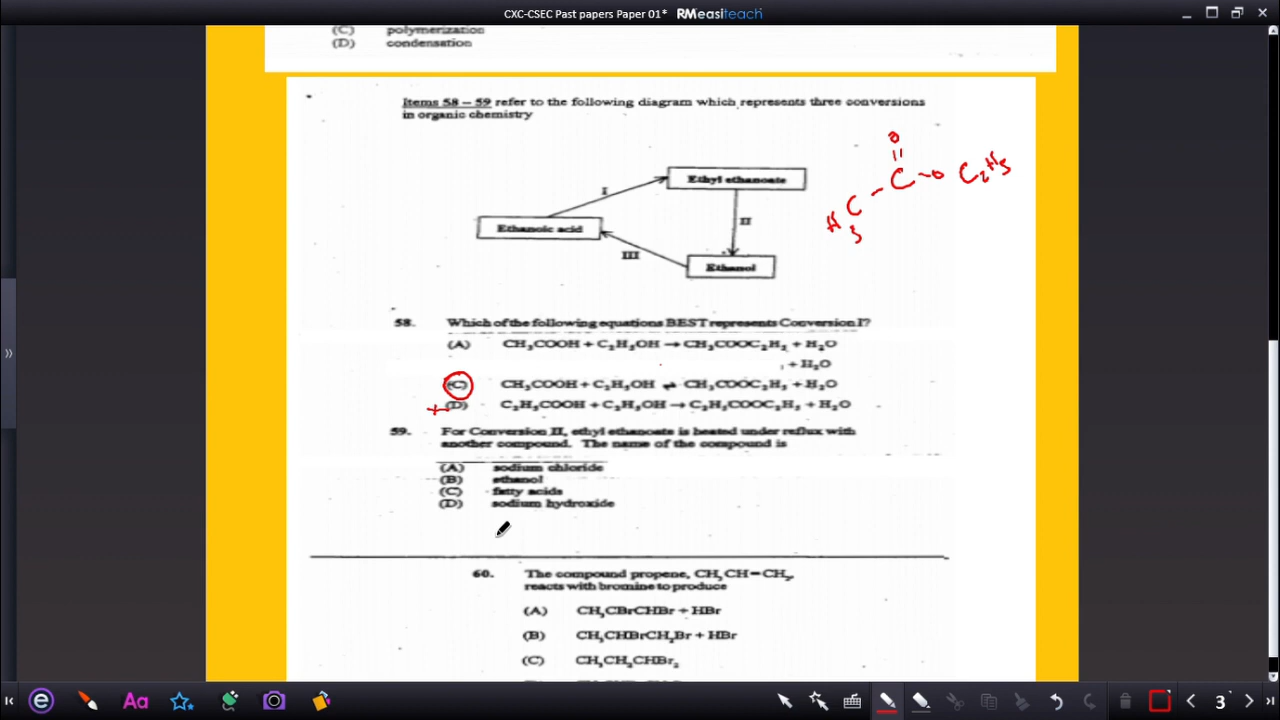 CXC-CSEC Past papers Paper 01* RMeasiteach
(C) polymerization
(D) condensation
Items 58 – 59 refer to the following diagram which represents three conversions
in organic chemistry
O
Ethyl ethanoate
C
O C₂H₅
I
C
H
3
II
Ethanoic acid
III
Ethanol
58. Which of the following equations BEST represents Conversion I?
(A) CH₃COOH + C₂H₅OH → CH₃COOC₂H₅ + H₂O
+ H₂O
(C) CH₃COOH + C₂H₅OH ⇌ CH₃COOC₂H₅ + H₂O
x (D) C₂H₅COOH + C₂H₅OH → C₂H₅COOC₂H₅ + H₂O
59. For Conversion II, ethyl ethanoate is heated under reflux with
another compound. The name of the compound is
(A) sodium chloride
(B) ethanol
(C) fatty acids
(D) sodium hydroxide
60. The compound propene, CH₃CH=CH₂,
reacts with bromine to produce
(A) CH₃CBrCHBr + HBr
(B) CH₃CHBrCH₂Br + HBr
(C) CH₃CH₂CHBr₂
Aa
3